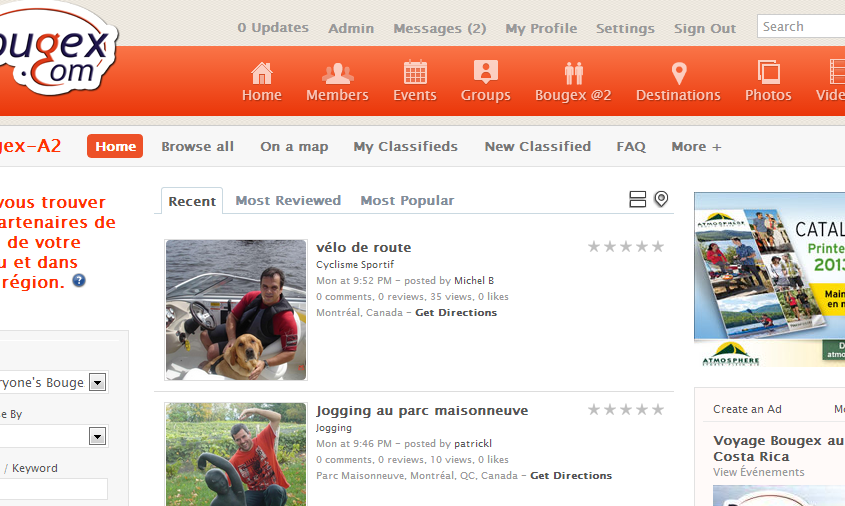 ougex
.com
0 Updates Admin Messages (2) My Profile Settings Sign Out Search
Home Members Events Groups Bougex @2 Destinations Photos Vide
gex-A2 Home Browse all On a map My Classifieds New Classified FAQ More +
vous trouver
partenaires de
de votre
u et dans
région. ?
ryone's Bouge
e By
/ Keyword
Recent Most Reviewed Most Popular
vélo de route
Cyclisme Sportif
Mon at 9:52 PM - posted by Michel B
0 comments, 0 reviews, 35 views, 0 likes
Montréal, Canada - Get Directions
Jogging au parc maisonneuve
Jogging
Mon at 9:46 PM - posted by patrickl
0 comments, 0 reviews, 10 views, 0 likes
Parc Maisonneuve, Montréal, QC, Canada - Get Directions
ATMOSPHERE
CATAL
Printe
2013
Main
en n
ATMOSPHERE
D
atmo
Create an Ad Mo
Voyage Bougex au
Costa Rica
View Événements